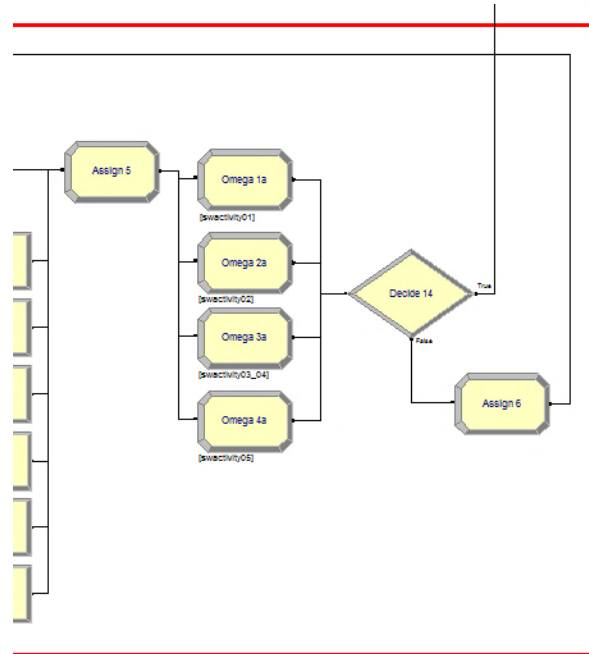 Assign 5
Omega 1a
[swactivity01]
Omega 2a
[swactivity02]
Omega 3a
[swactivity03_04]
Omega 4a
[swactivity05]
Decide 14
True
False
Assign 6